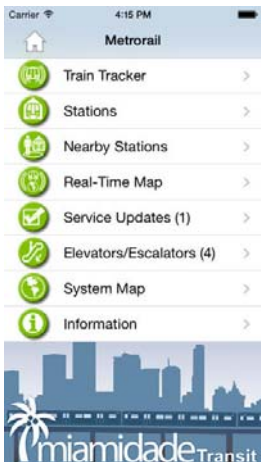 Carrier 4:15 PM
Metrorail
Train Tracker
Stations
Nearby Stations
Real-Time Map
Service Updates (1)
Elevators/Escalators (4)
System Map
Information
miamidade Transit